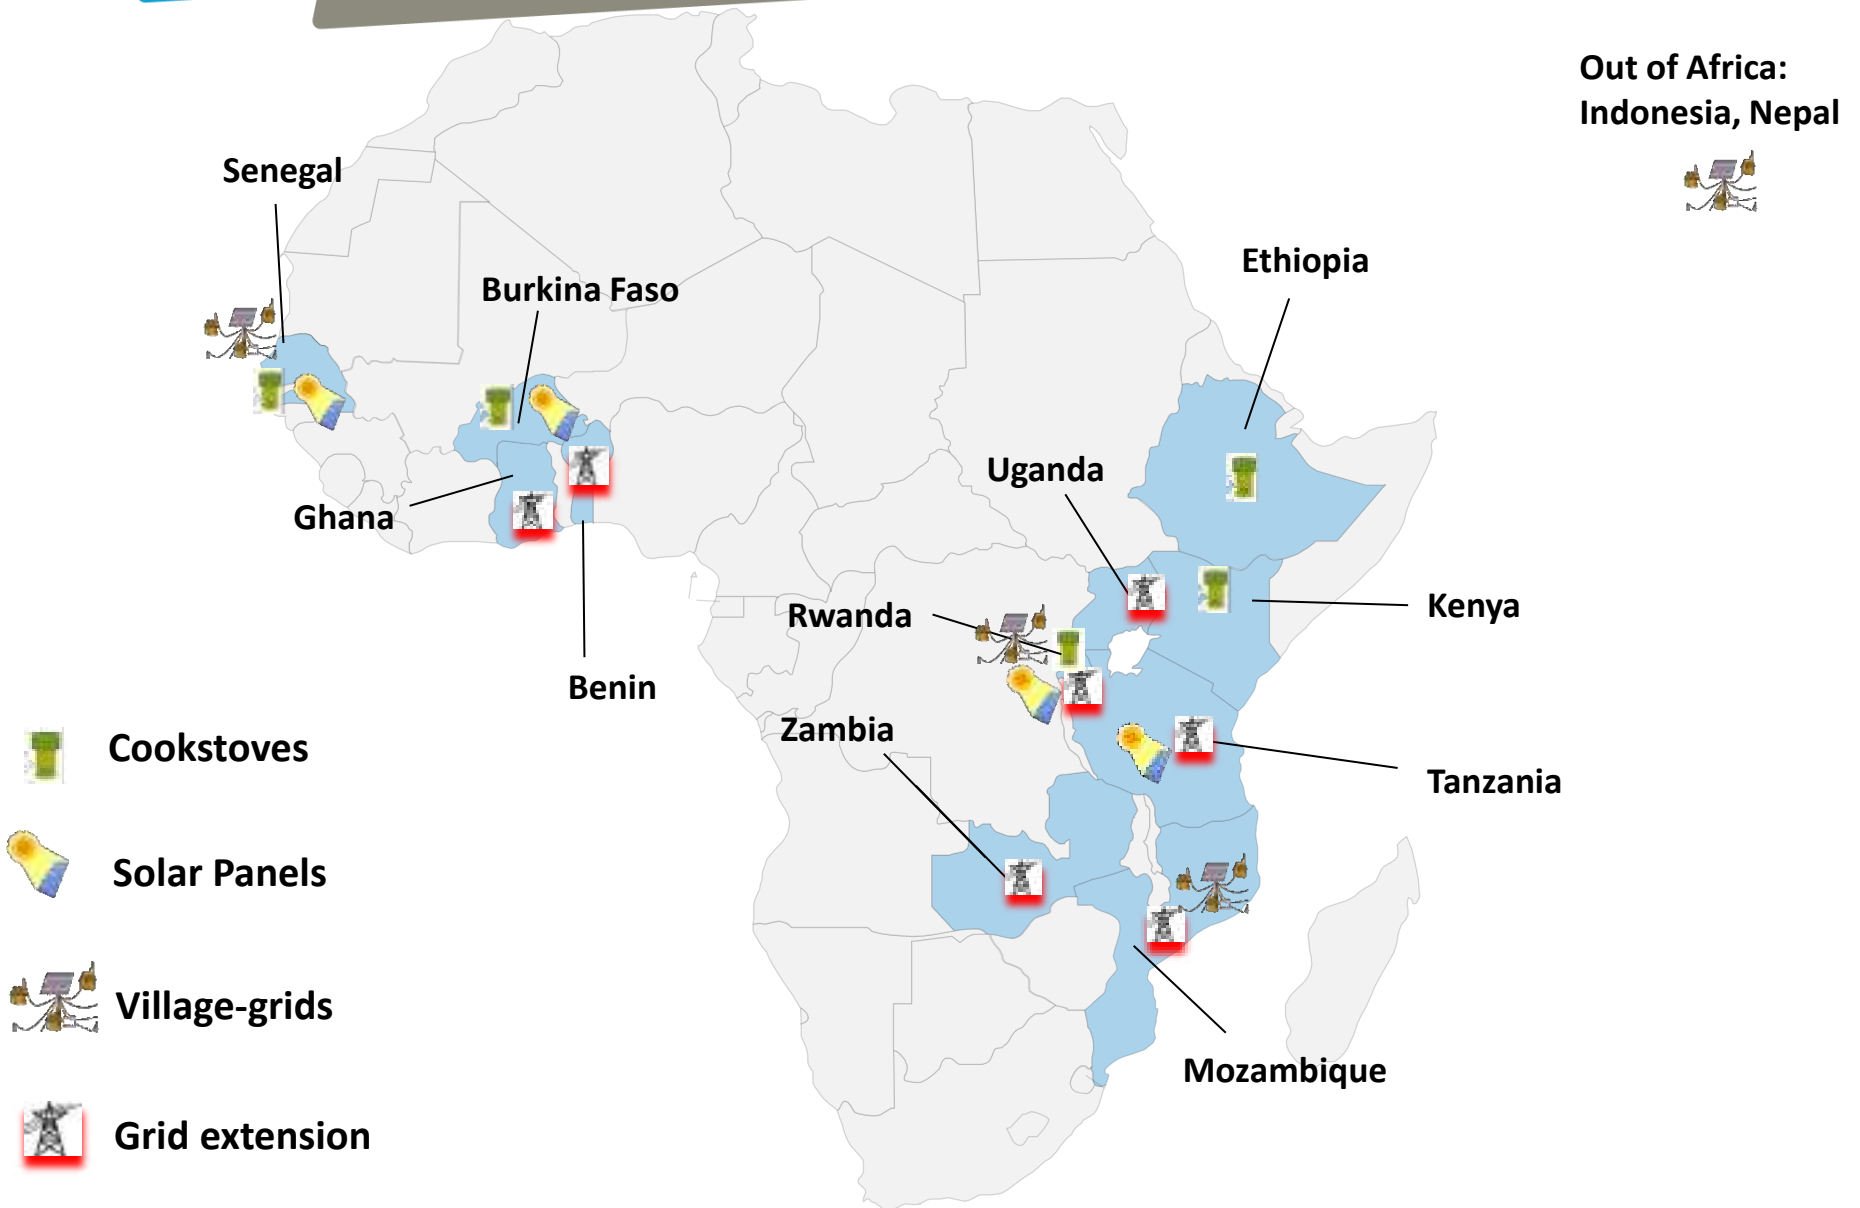 Out of Africa:
Indonesia, Nepal
Senegal
Burkina Faso
Ethiopia
Ghana
Uganda
Rwanda
Kenya
Benin
Zambia
Tanzania
Mozambique
Cookstoves
Solar Panels
Village-grids
Grid extension